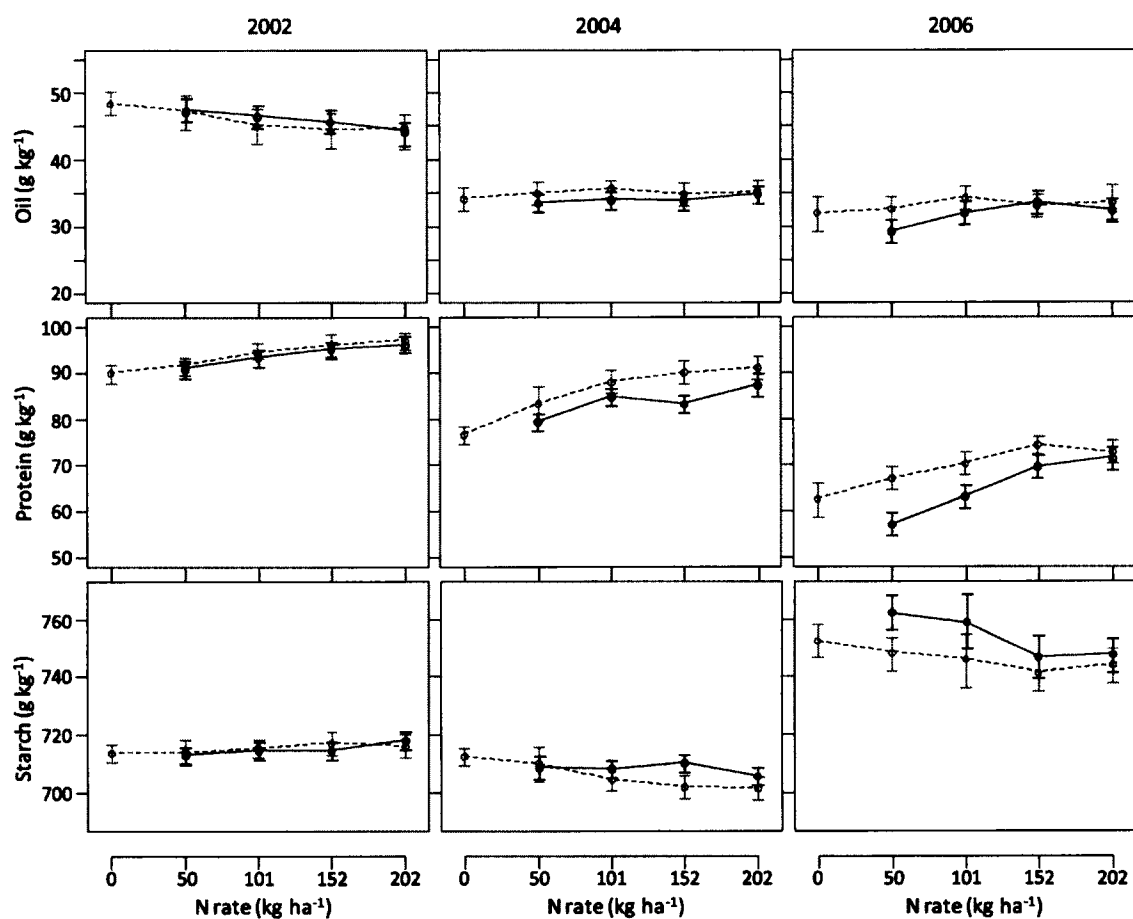 2002 2004 2006
Oil (g kg⁻¹)
50
40
30
20
Protein (g kg⁻¹)
100
90
80
70
60
50
Starch (g kg⁻¹)
760
740
720
700
0 50 101 152 202 0 50 101 152 202 0 50 101 152 202
N rate (kg ha⁻¹) N rate (kg ha⁻¹) N rate (kg ha⁻¹)